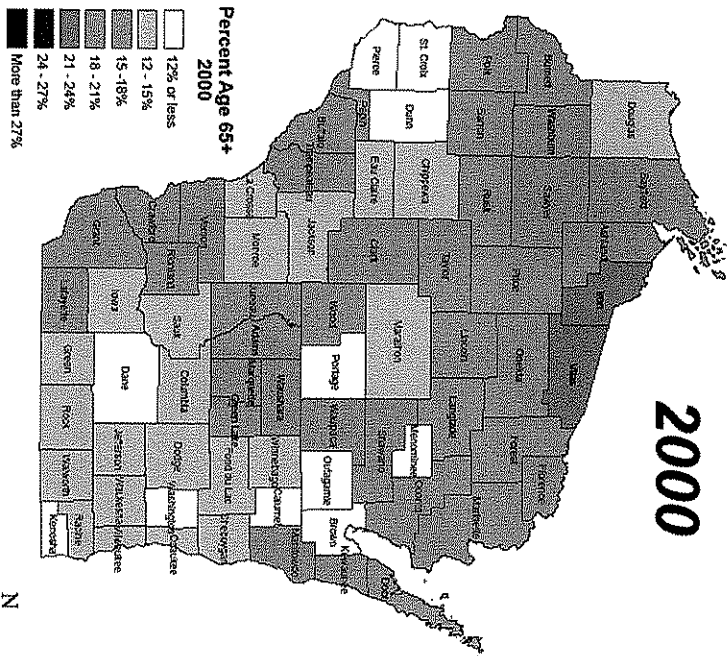 2000
Douglas
Bayfield
Ashland
Iron
Vilas
Burnett
Washburn
Sawyer
Price
Oneida
Forest
Florence
Polk
Barron
Rusk
Lincoln
Langlade
Marinette
Taylor
Oconto
St. Croix
Dunn
Chippewa
Marathon
Menominee
Shawano
Pierce
Pepin
Eau Claire
Clark
Door
Buffalo
Trempealeau
Jackson
Wood
Portage
Waupaca
Outagamie
Brown
Kewaunee
La Crosse
Monroe
Juneau
Adams
Waushara
Winnebago
Calumet
Manitowoc
Marquette
Green Lake
Fond du Lac
Sheboygan
Vernon
Richland
Sauk
Columbia
Dodge
Washington
Ozaukee
Crawford
Grant
Iowa
Dane
Jefferson
Waukesha
Milwaukee
Lafayette
Green
Rock
Walworth
Racine
Kenosha
Percent Age 65+
2000
12% or less
12 - 15%
15 - 18%
18 - 21%
21 - 24%
24 - 27%
More than 27%
N